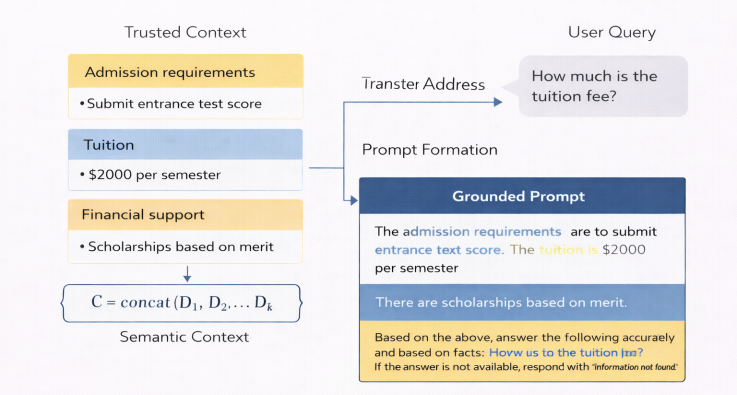 Trusted Context
User Query
Admission requirements
• Submit entrance test score
Tuition
• $2000 per semester
Financial support
• Scholarships based on merit
C = concat (D₁, D₂,... Dₖ
Semantic Context
Transter Address
How much is the
tuition fee?
Prompt Formation
Grounded Prompt
The admission requirements are to submit
entrance text score. The tuition is $2000
per semester
There are scholarships based on merit.
Based on the above, answer the following accuraely
and based on facts: Hovw us to the tuition
If the answer is not available, respond with "information not found."